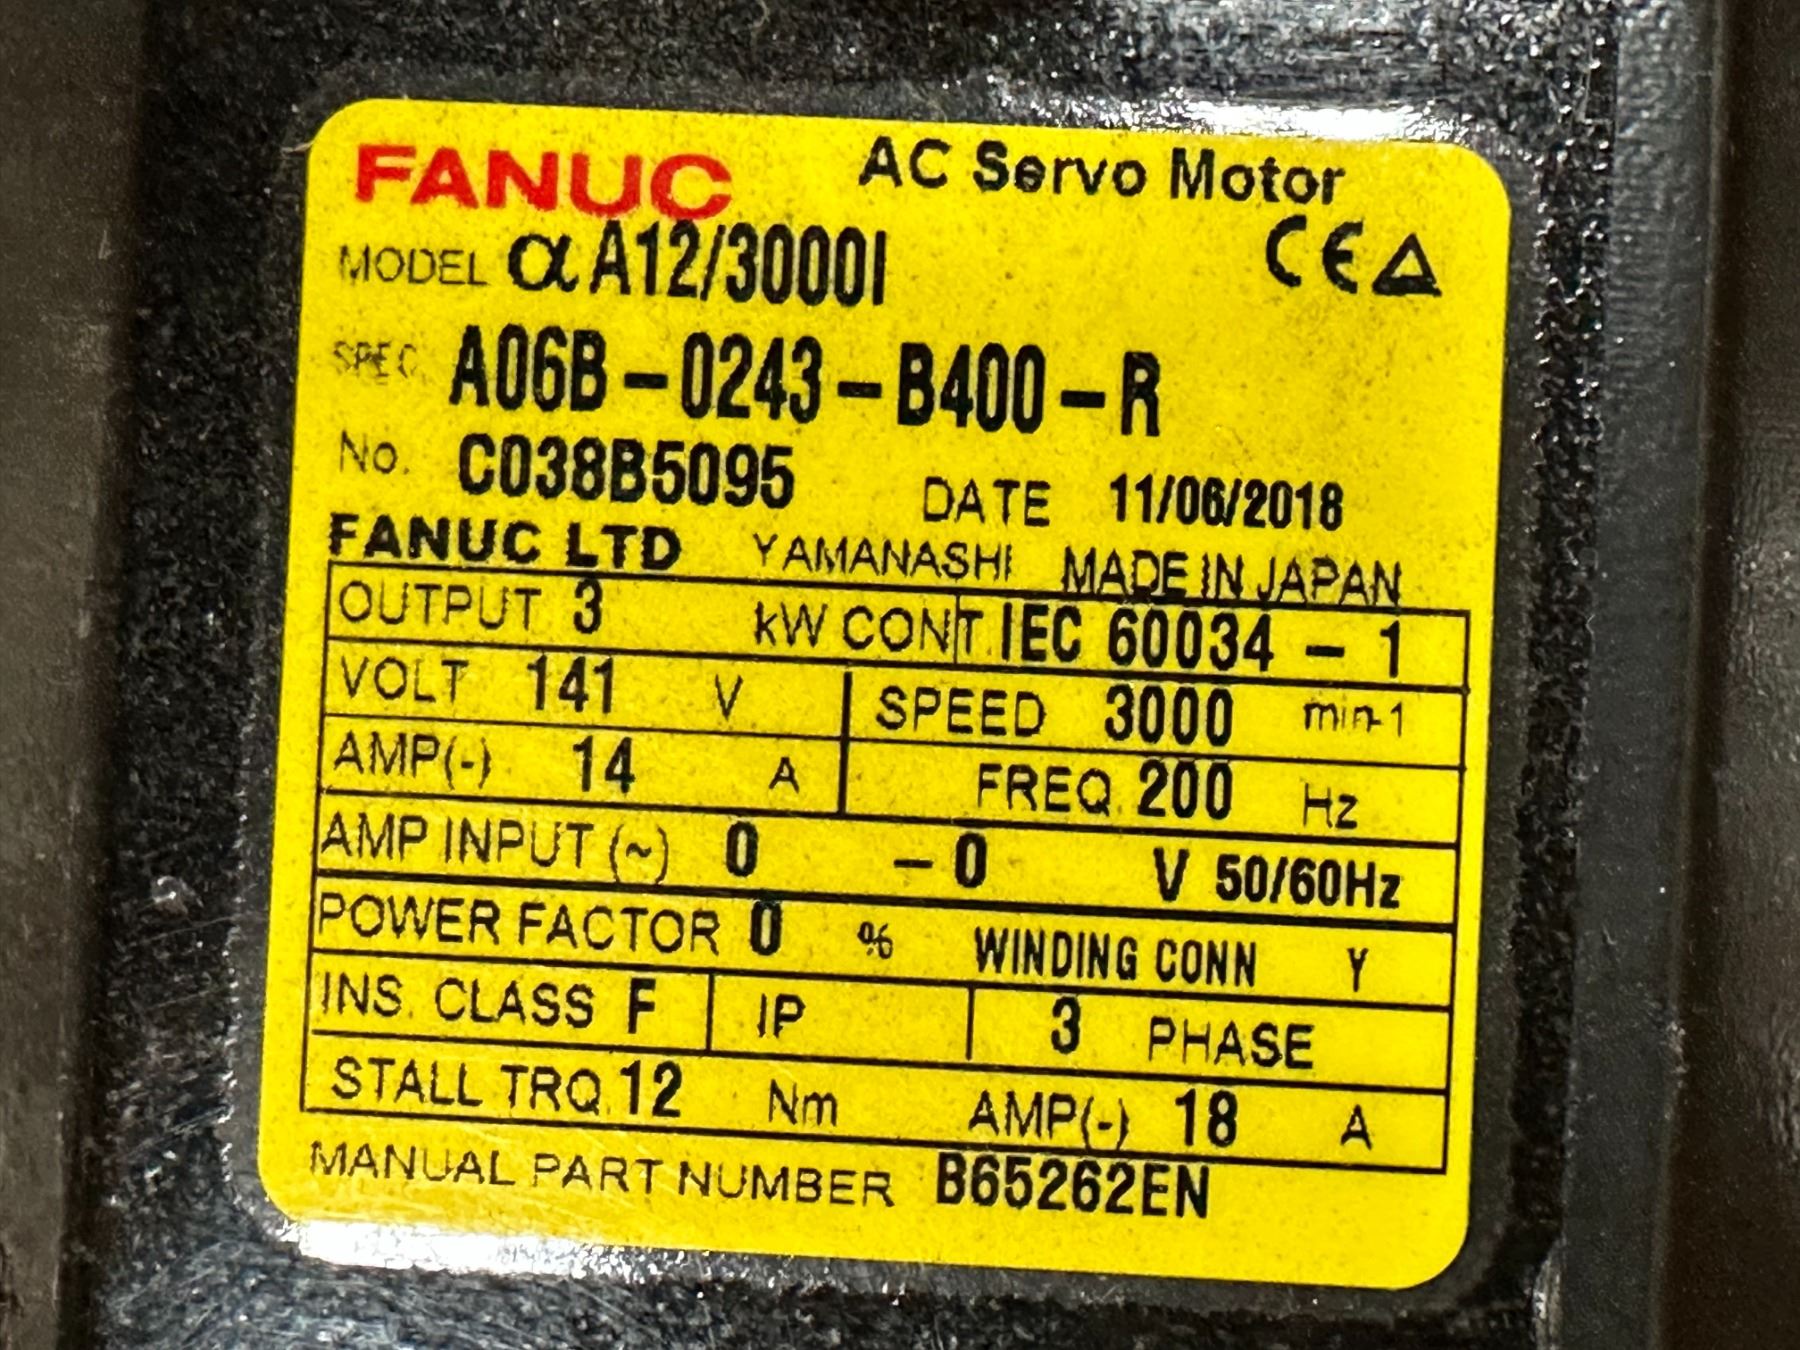 FANUC AC Servo Motor
MODEL α A12/3000I CE
SPEC. A06B-0243-B400-R
No. C038B5095 DATE 11/06/2018
FANUC LTD YAMANASHI MADE IN JAPAN
OUTPUT 3 kW CONT. IEC 60034-1
VOLT 141 V SPEED 3000 min-1
AMP(~) 14 A FREQ. 200 Hz
AMP INPUT (~) 0 -0 V 50/60Hz
POWER FACTOR 0 % WINDING CONN Y
INS. CLASS F IP 3 PHASE
STALL TRQ. 12 Nm AMP(~) 18 A
MANUAL PART NUMBER B65262EN